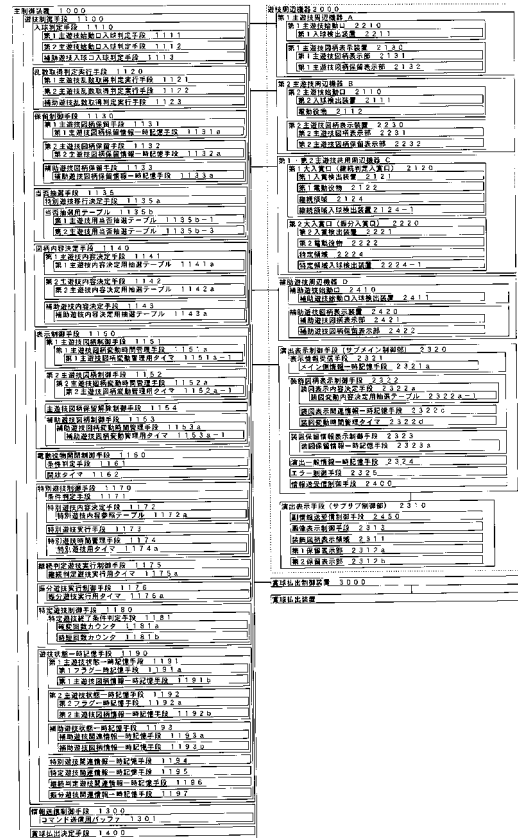 主制御装置 1000
遊技制御手段 1100
入球判定手段 1110
第1主遊技始動口入球判定手段 1111
第2主遊技始動口入球判定手段 1112
補助遊技入球口入球判定手段 1113
乱数取得判定実行手段 1120
第1主遊技乱数取得判定実行手段 1121
第2主遊技乱数取得判定実行手段 1122
補助遊技乱数取得判定実行手段 1123
保留制御手段 1130
第1主遊技図柄保留手段 1131
第1主遊技図柄保留情報一時記憶手段 1131a
第2主遊技図柄保留手段 1132
第2主遊技図柄保留情報一時記憶手段 1132a
補助遊技図柄保留手段 1133
補助遊技図柄保留情報一時記憶手段 1133a
当否抽選手段 1135
特別遊技移行決定手段 1135a
当否抽選用テーブル 1135b
第1主遊技用当否抽選テーブル 1135b-1
第2主遊技用当否抽選テーブル 1135b-3
図柄内容決定手段 1140
第1主遊技内容決定手段 1141
第1主遊技内容決定用抽選テーブル 1141a
第2主遊技内容決定手段 1142
第2主遊技内容決定用抽選テーブル 1142a
補助遊技内容決定手段 1143
補助遊技内容決定用抽選テーブル 1143a
表示制御手段 1150
第1主遊技図柄制御手段 1151
第1主遊技図柄変動時間管理手段 1151a
第1主遊技図柄変動管理用タイマ 1151a-1
第2主遊技図柄制御手段 1152
第2主遊技図柄変動時間管理手段 1152a
第2主遊技図柄変動管理用タイマ 1152a-1
主遊技図柄保留解除制御手段 1154
補助遊技図柄制御手段 1153
補助遊技図柄変動時間管理手段 1153a
補助遊技図柄変動管理用タイマ 1153a-1
電動役物開閉制御手段 1160
条件判定手段 1161
開放タイマ 1162
特別遊技制御手段 1170
条件判定手段 1171
特別遊技内容決定手段 1172
特別遊技内容参照テーブル 1172a
特別遊技実行手段 1173
特別遊技時間管理手段 1174
特別遊技用タイマ 1174a
継続判定遊技実行制御手段 1175
継続判定遊技実行用タイマ 1175a
振分遊技実行制御手段 1176
振分遊技実行用タイマ 1176a
特定遊技制御手段 1180
特定遊技終了条件判定手段 1181
確変回数カウンタ 1181a
時短回数カウンタ 1181b
遊技状態一時記憶手段 1190
第1主遊技状態一時記憶手段 1191
第1フラグ一時記憶手段 1191a
第1主遊技図柄情報一時記憶手段 1191b
第2主遊技状態一時記憶手段 1192
第2フラグ一時記憶手段 1192a
第2主遊技図柄情報一時記憶手段 1192b
補助遊技状態一時記憶手段 1193
補助遊技関連情報一時記憶手段 1193a
補助遊技図柄情報一時記憶手段 1193b
特別遊技関連情報一時記憶手段 1194
特定遊技関連情報一時記憶手段 1195
継続判定遊技関連情報一時記憶手段 1196
振分遊技関連情報一時記憶手段 1197
情報送信制御手段 1300
コマンド送信用バッファ 1301
賞球払出決定手段 1400
遊技周辺機器 2000
第1主遊技周辺機器 A
第1主遊技始動口 2110
第1入球検出装置 2111
第1主遊技図柄表示装置 2130
第1主遊技図柄表示部 2131
第1主遊技図柄保留表示部 2132
第2主遊技周辺機器 B
第2主遊技始動口 2210
第2入球検出装置 2111
電動役物 2112
第2主遊技図柄表示装置 2230
第2主遊技図柄表示部 2231
第2主遊技図柄保留表示部 2232
第1・第2主遊技共用周辺機器 C
第1大入賞口(継続判定入賞口) 2120
第1入賞検出装置 2121
第1電動役物 2122
継続領域 2124
継続領域入球検出装置 2124-1
第2大入賞口(振分入賞口) 2220
第2入賞検出装置 2221
第2電動役物 2222
特定領域 2224
特定領域入球検出装置 2224-1
補助遊技周辺機器 D
補助遊技始動口 2410
補助遊技始動口入球検出装置 2411
補助遊技図柄表示装置 2420
補助遊技図柄表示部 2421
補助遊技図柄保留表示部 2422
演出表示制御手段(サブメイン制御部) 2320
表示情報受信手段 2321
メイン側情報一時記憶手段 2321a
装飾図柄表示制御手段 2322
装図表示内容決定手段 2322a
装図変動内容決定用抽選テーブル 2322a-1
装図表示関連情報一時記憶手段 2322c
装図変動時間管理タイマ 2322d
装図保留情報表示制御手段 2323
装図保留情報一時記憶手段 2323a
演出一般情報一時記憶手段 2324
エラー制御手段 2325
情報送受信制御手段 2400
演出表示手段(サブサブ制御部) 2310
副情報送受信制御手段 2450
画像表示制御手段 2313
装飾図柄表示領域 2311
第1保留表示部 2312a
第2保留表示部 2312b
賞球払出制御装置 3000
賞球払出装置